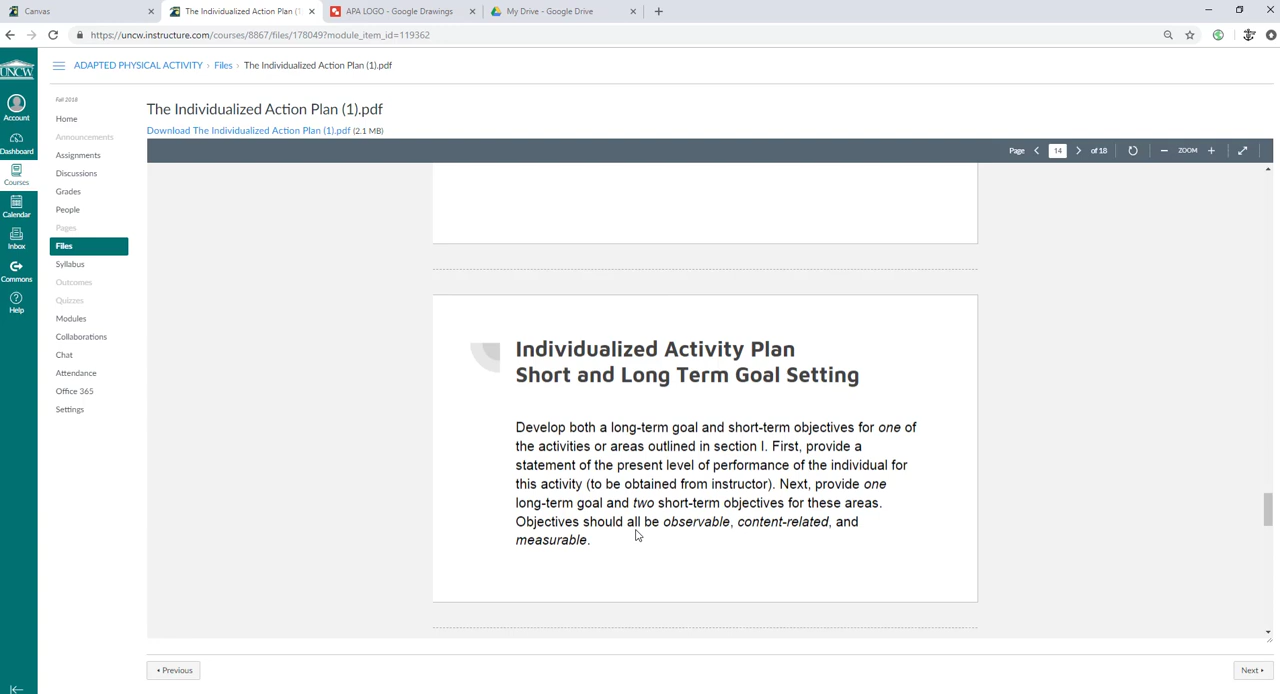 Canvas
The Individualized Action Plan (1
APA LOGO - Google Drawings
My Drive - Google Drive
https://uncw.instructure.com/courses/8867/files/178049?module_item_id=119362
UNCW
ADAPTED PHYSICAL ACTIVITY › Files › The Individualized Action Plan (1).pdf
Account
Dashboard
Courses
Calendar
Inbox
Commons
Help
Fall 2018
Home
Announcements
Assignments
Discussions
Grades
People
Pages
Files
Syllabus
Outcomes
Quizzes
Modules
Collaborations
Chat
Attendance
Office 365
Settings
The Individualized Action Plan (1).pdf
Download The Individualized Action Plan (1).pdf (2.1 MB)
Page 14 of 18 ZOOM
Individualized Activity Plan
Short and Long Term Goal Setting
Develop both a long-term goal and short-term objectives for one of
the activities or areas outlined in section I. First, provide a
statement of the present level of performance of the individual for
this activity (to be obtained from instructor). Next, provide one
long-term goal and two short-term objectives for these areas.
Objectives should all be observable, content-related, and
measurable.
Previous
Next